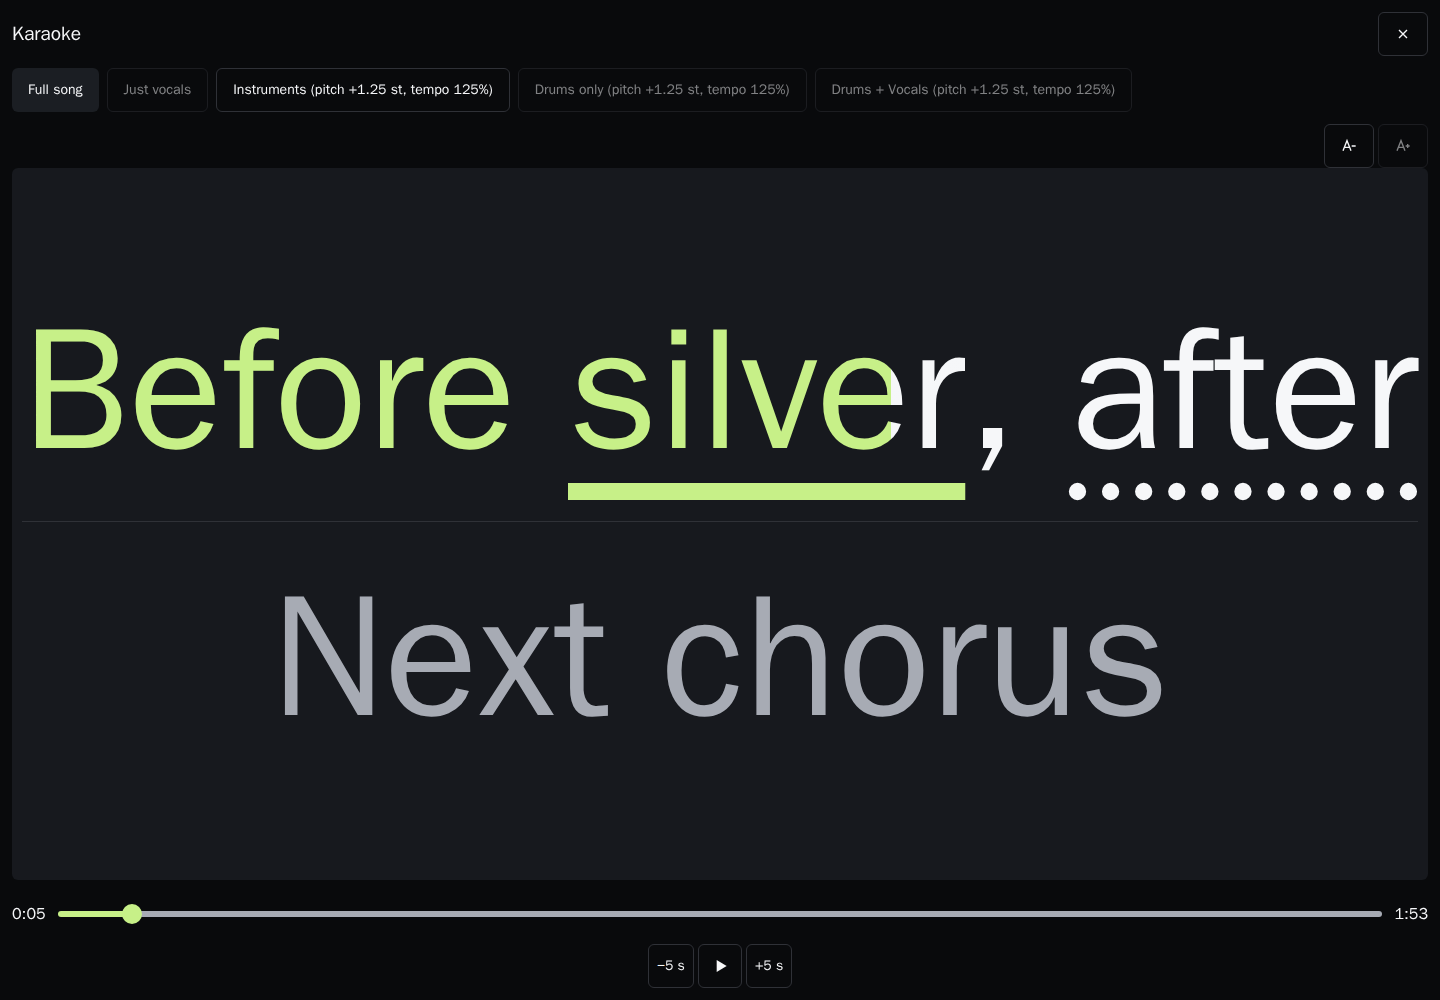 Karaoke
×
Full song
Just vocals
Instruments (pitch +1.25 st, tempo 125%)
Drums only (pitch +1.25 st, tempo 125%)
Drums + Vocals (pitch +1.25 st, tempo 125%)
A-
A+
Before silver, after
Next chorus
0:05
1:53
−5 s
+5 s